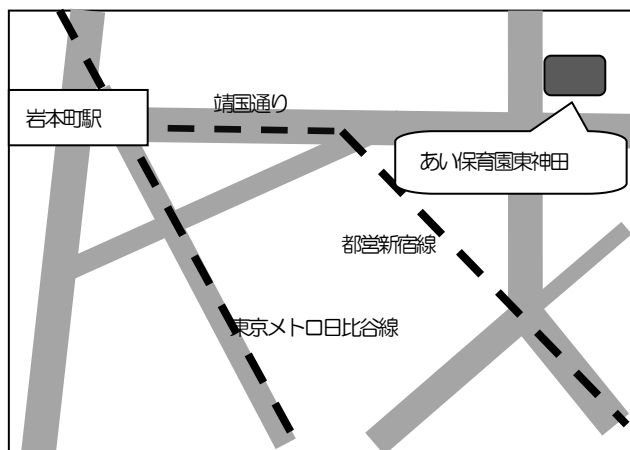 靖国通り
岩本町駅
あい保育園東神田
都営新宿線
東京メトロ日比谷線